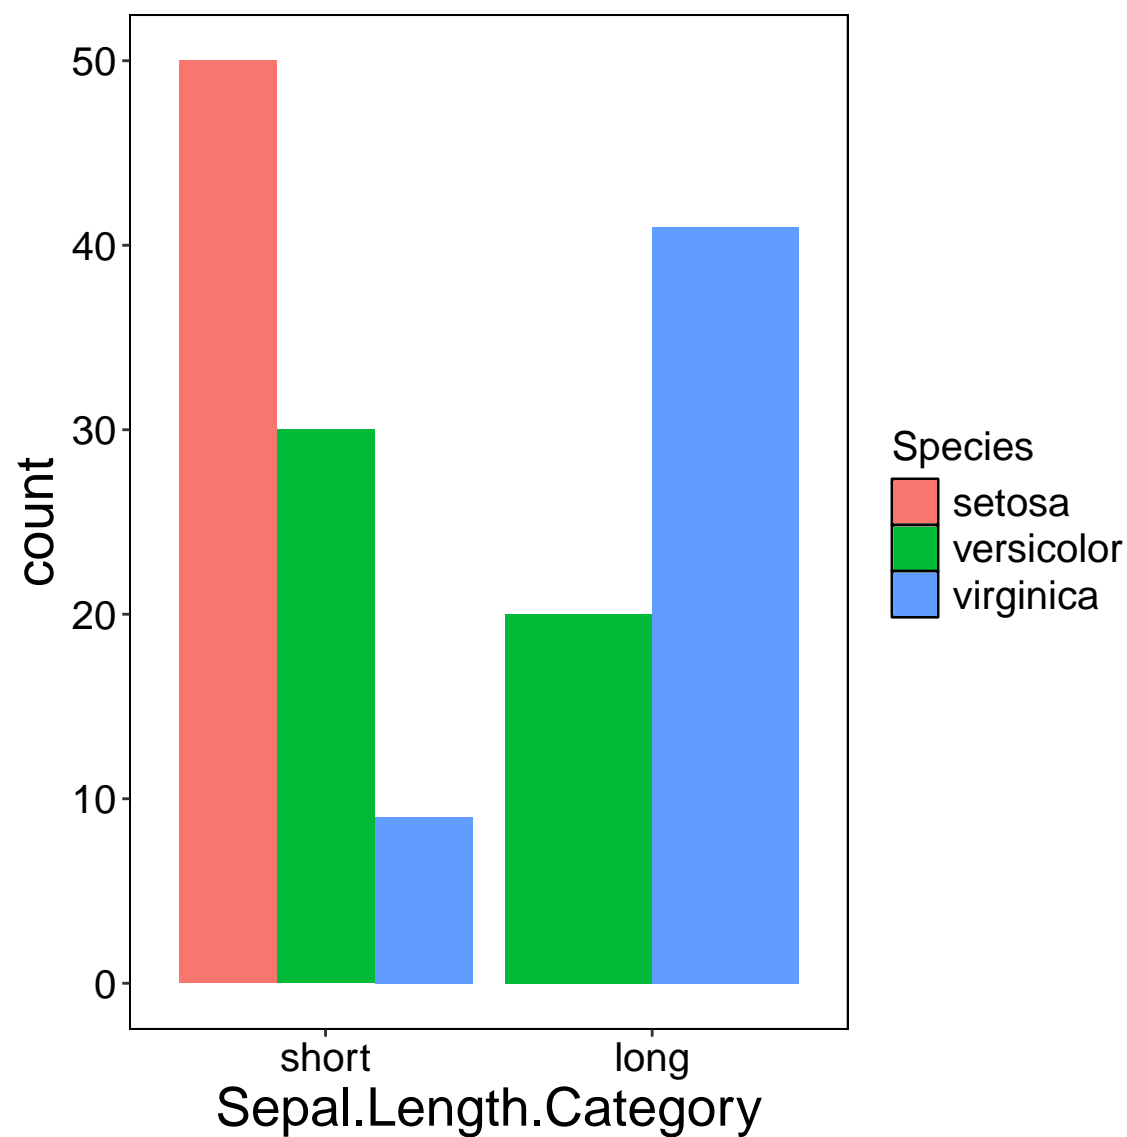 50
40
30
20
10
0
count
short long
Sepal.Length.Category
Species
setosa
versicolor
virginica